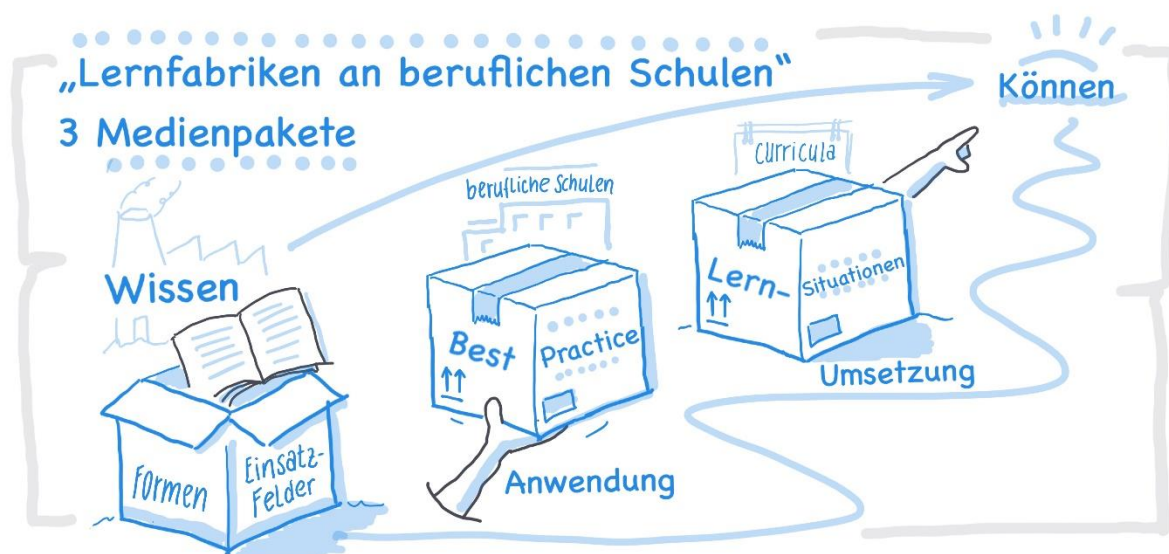 „Lernfabriken an beruflichen Schulen“
3 Medienpakete
Können
Wissen
Formen
Einsatz-
Felder
berufliche Schulen
Best
Practice
Anwendung
Curricula
Lern-
Situationen
Umsetzung